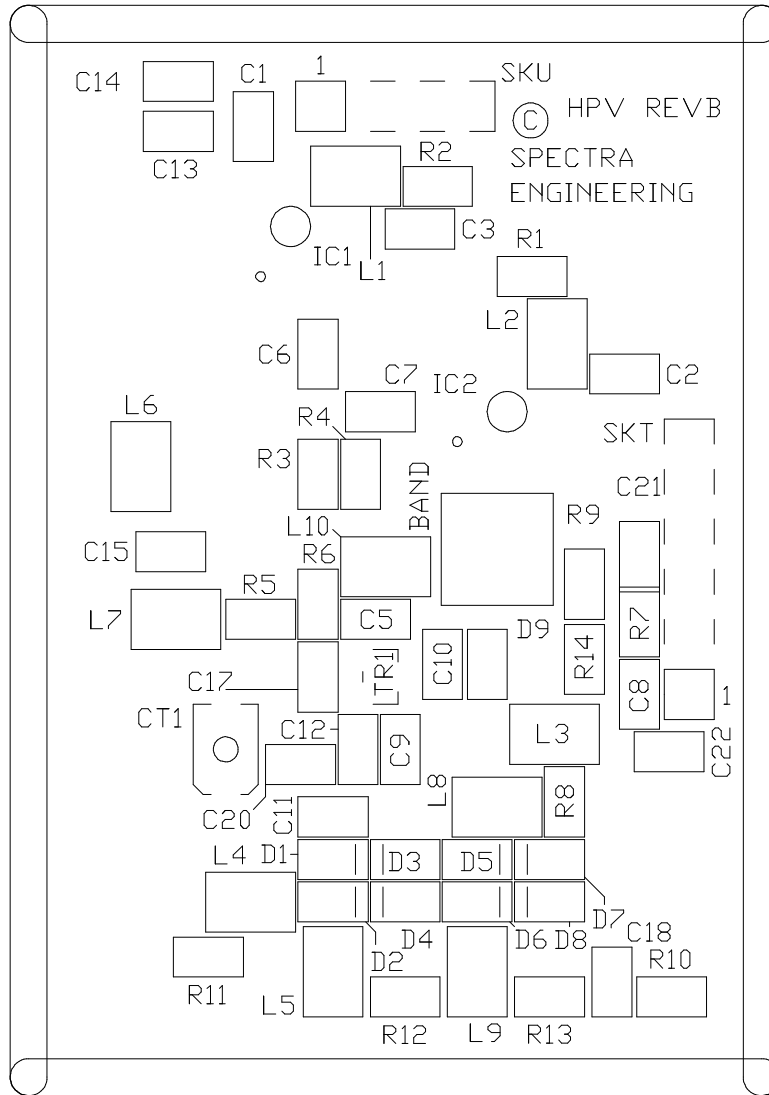 C14
C1
1
SKU
C HPV REVB
C13
R2
SPECTRA
ENGINEERING
C3
IC1
L1
R1
L2
C6
C7
IC2
C2
L6
R4
SKT
R3
BAND
C21
L10
R9
C15
R6
R5
C5
L7
D9
R7
C10
TR1
R14
C17
C8
1
CT1
C12
C9
L3
C22
L8
R8
C20
C11
L4
D1
D3
D5
D7
D2
D4
D6
D8
C18
R10
R11
L5
R12
L9
R13